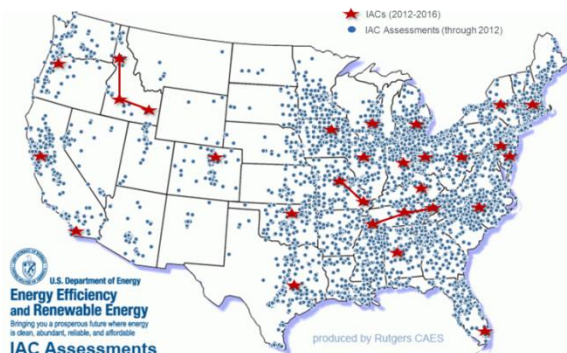 IACs (2012-2016)
IAC Assessments (through 2012)
U.S. Department of Energy
Energy Efficiency
and Renewable Energy
Bringing you a prosperous future where energy
is clean, abundant, reliable, and affordable
IAC Assessments
produced by Rutgers CAES